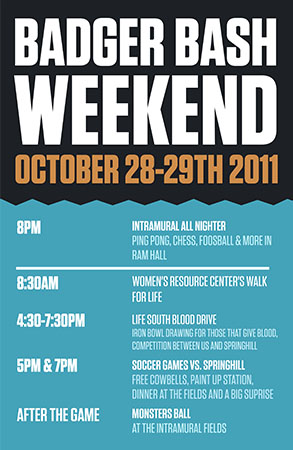 BADGER BASH
WEEKEND
OCTOBER 28-29TH 2011
8PM
INTRAMURAL ALL NIGHTER
PING PONG, CHESS, FOOSBALL & MORE IN
RAM HALL
8:30AM
WOMEN'S RESOURCE CENTER'S WALK
FOR LIFE
4:30-7:30PM
LIFE SOUTH BLOOD DRIVE
IRON BOWL DRAWING FOR THOSE THAT GIVE BLOOD,
COMPETITION BETWEEN US AND SPRINGHILL
5PM & 7PM
SOCCER GAMES VS. SPRINGHILL
FREE COWBELLS, PAINT UP STATION,
DINNER AT THE FIELDS AND A BIG SUPRISE
AFTER THE GAME
MONSTERS BALL
AT THE INTRAMURAL FIELDS